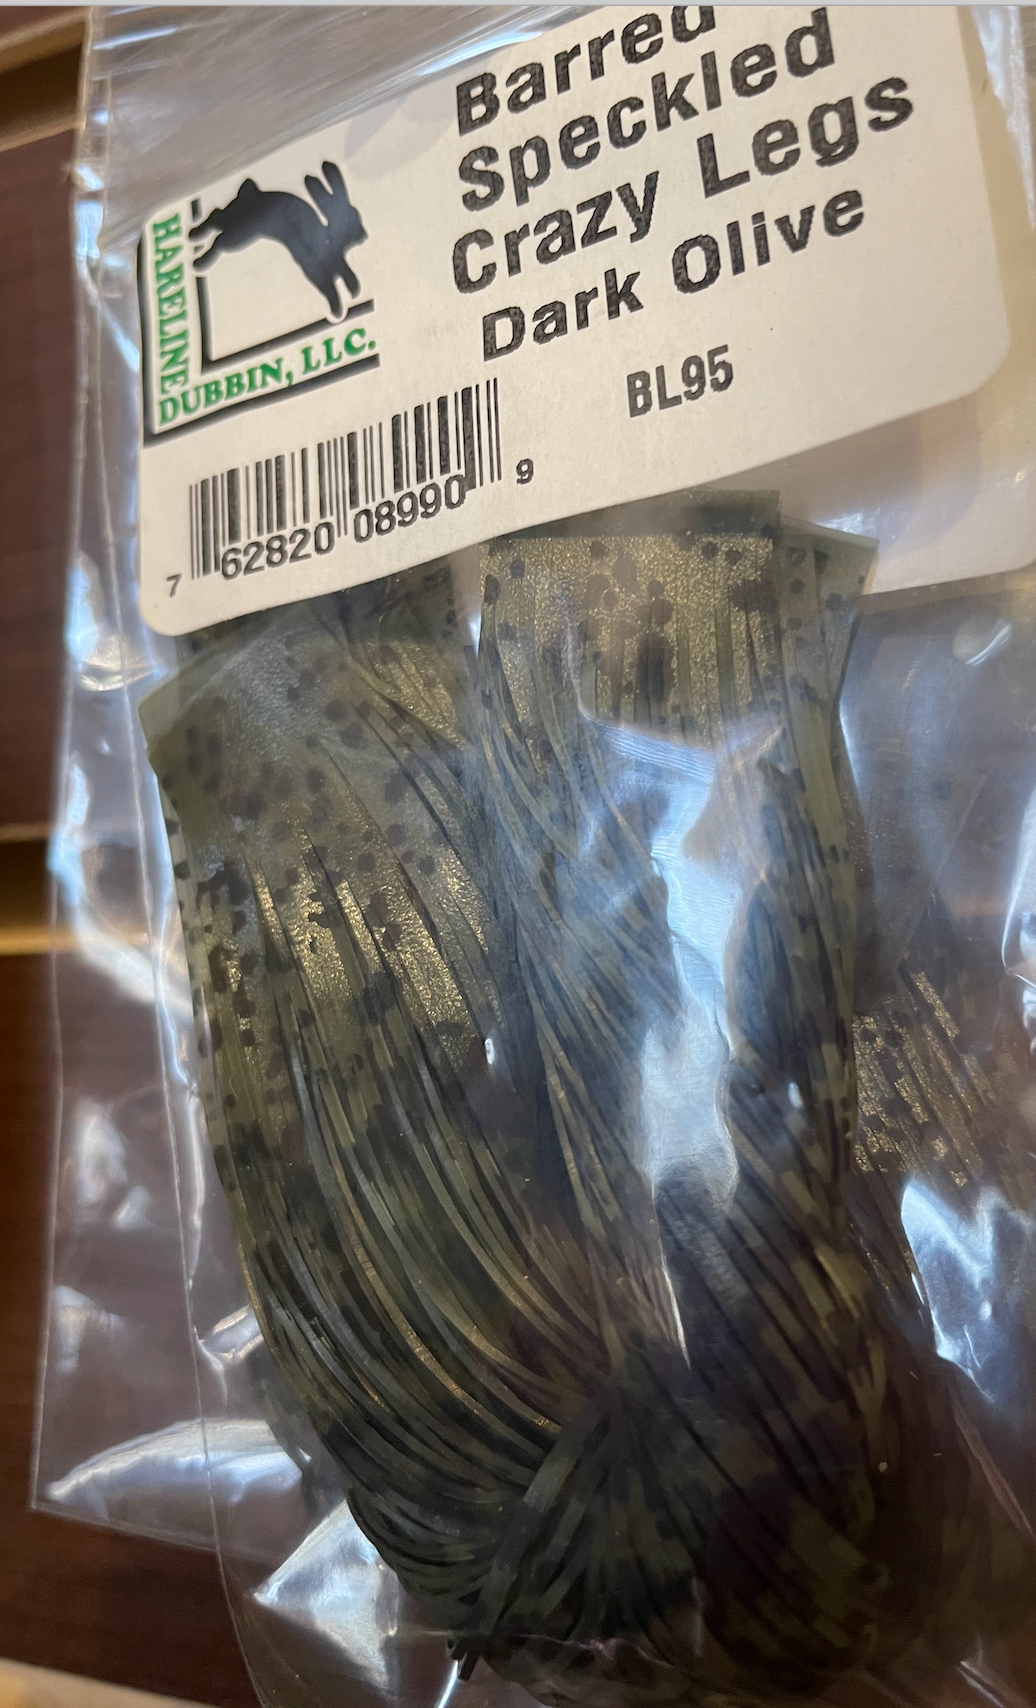 Barred
Speckled
Crazy Legs
Dark Olive
BL95
HARELINE
DUBBIN, LLC.
7 62820 08990 9